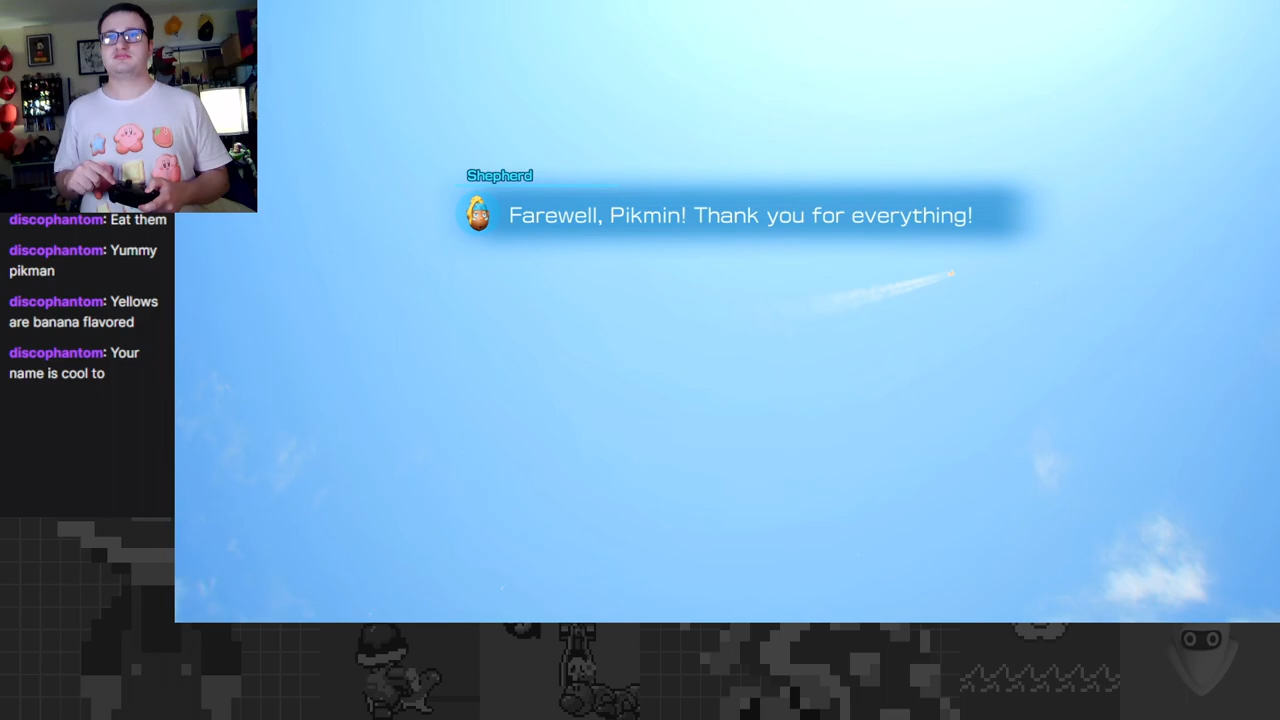 Shepherd
Farewell, Pikmin! Thank you for everything!
discophantom: Eat them
discophantom: Yummy
pikman
discophantom: Yellows
are banana flavored
discophantom: Your
name is cool to